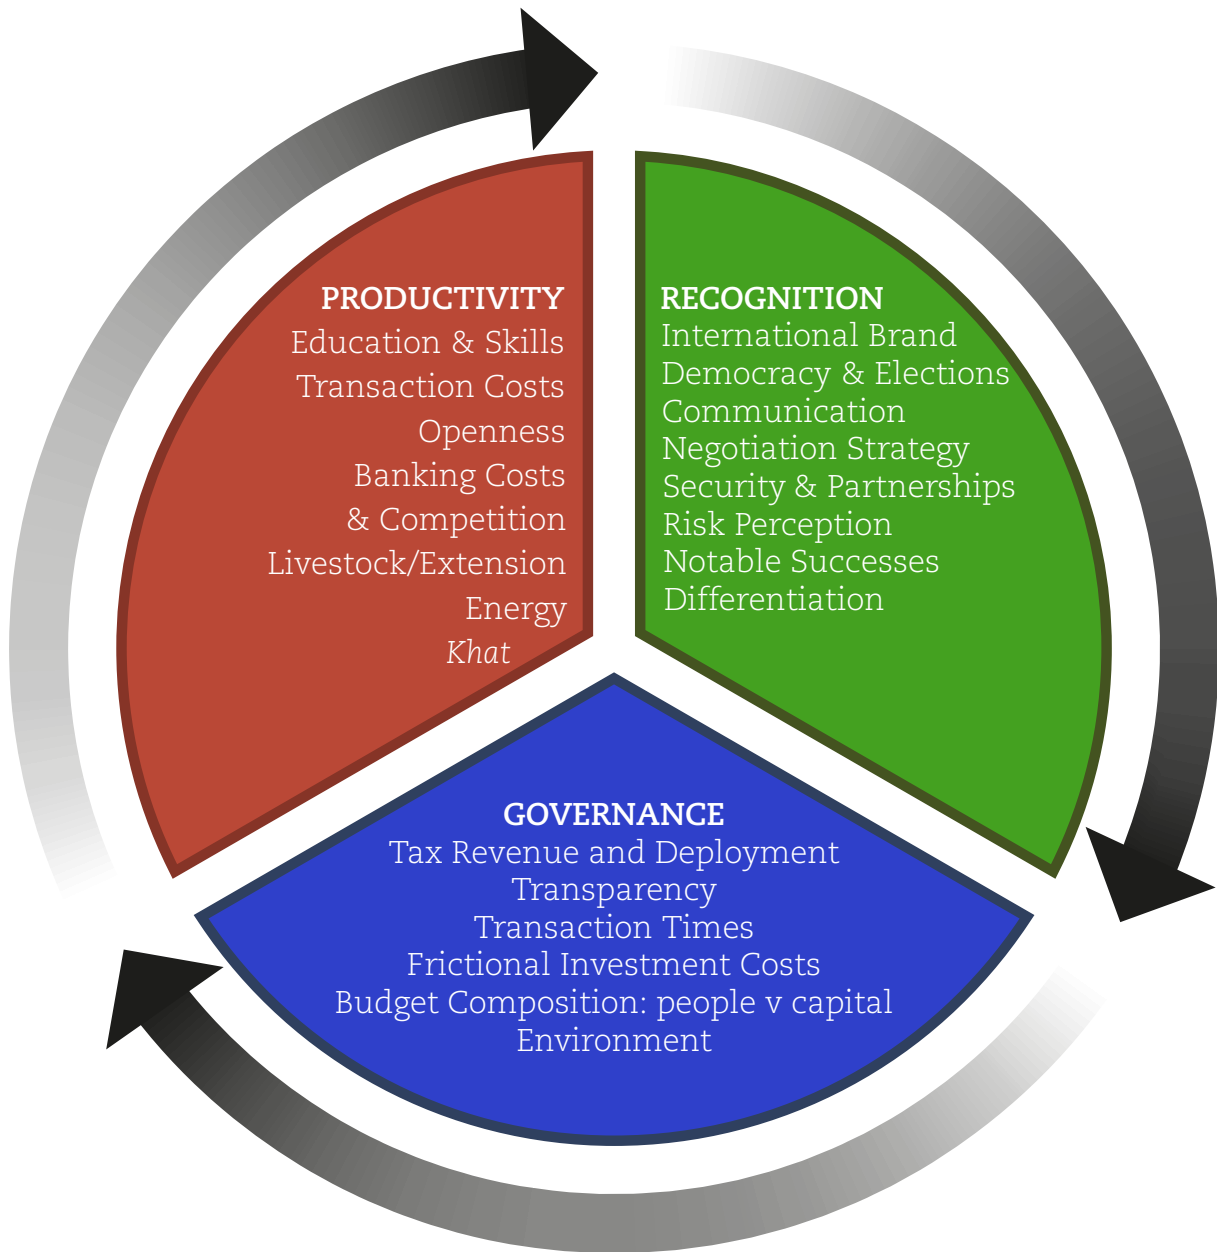 PRODUCTIVITY
Education & Skills
Transaction Costs
Openness
Banking Costs
& Competition
Livestock/Extension
Energy
Khat
RECOGNITION
International Brand
Democracy & Elections
Communication
Negotiation Strategy
Security & Partnerships
Risk Perception
Notable Successes
Differentiation
GOVERNANCE
Tax Revenue and Deployment
Transparency
Transaction Times
Frictional Investment Costs
Budget Composition: people v capital
Environment